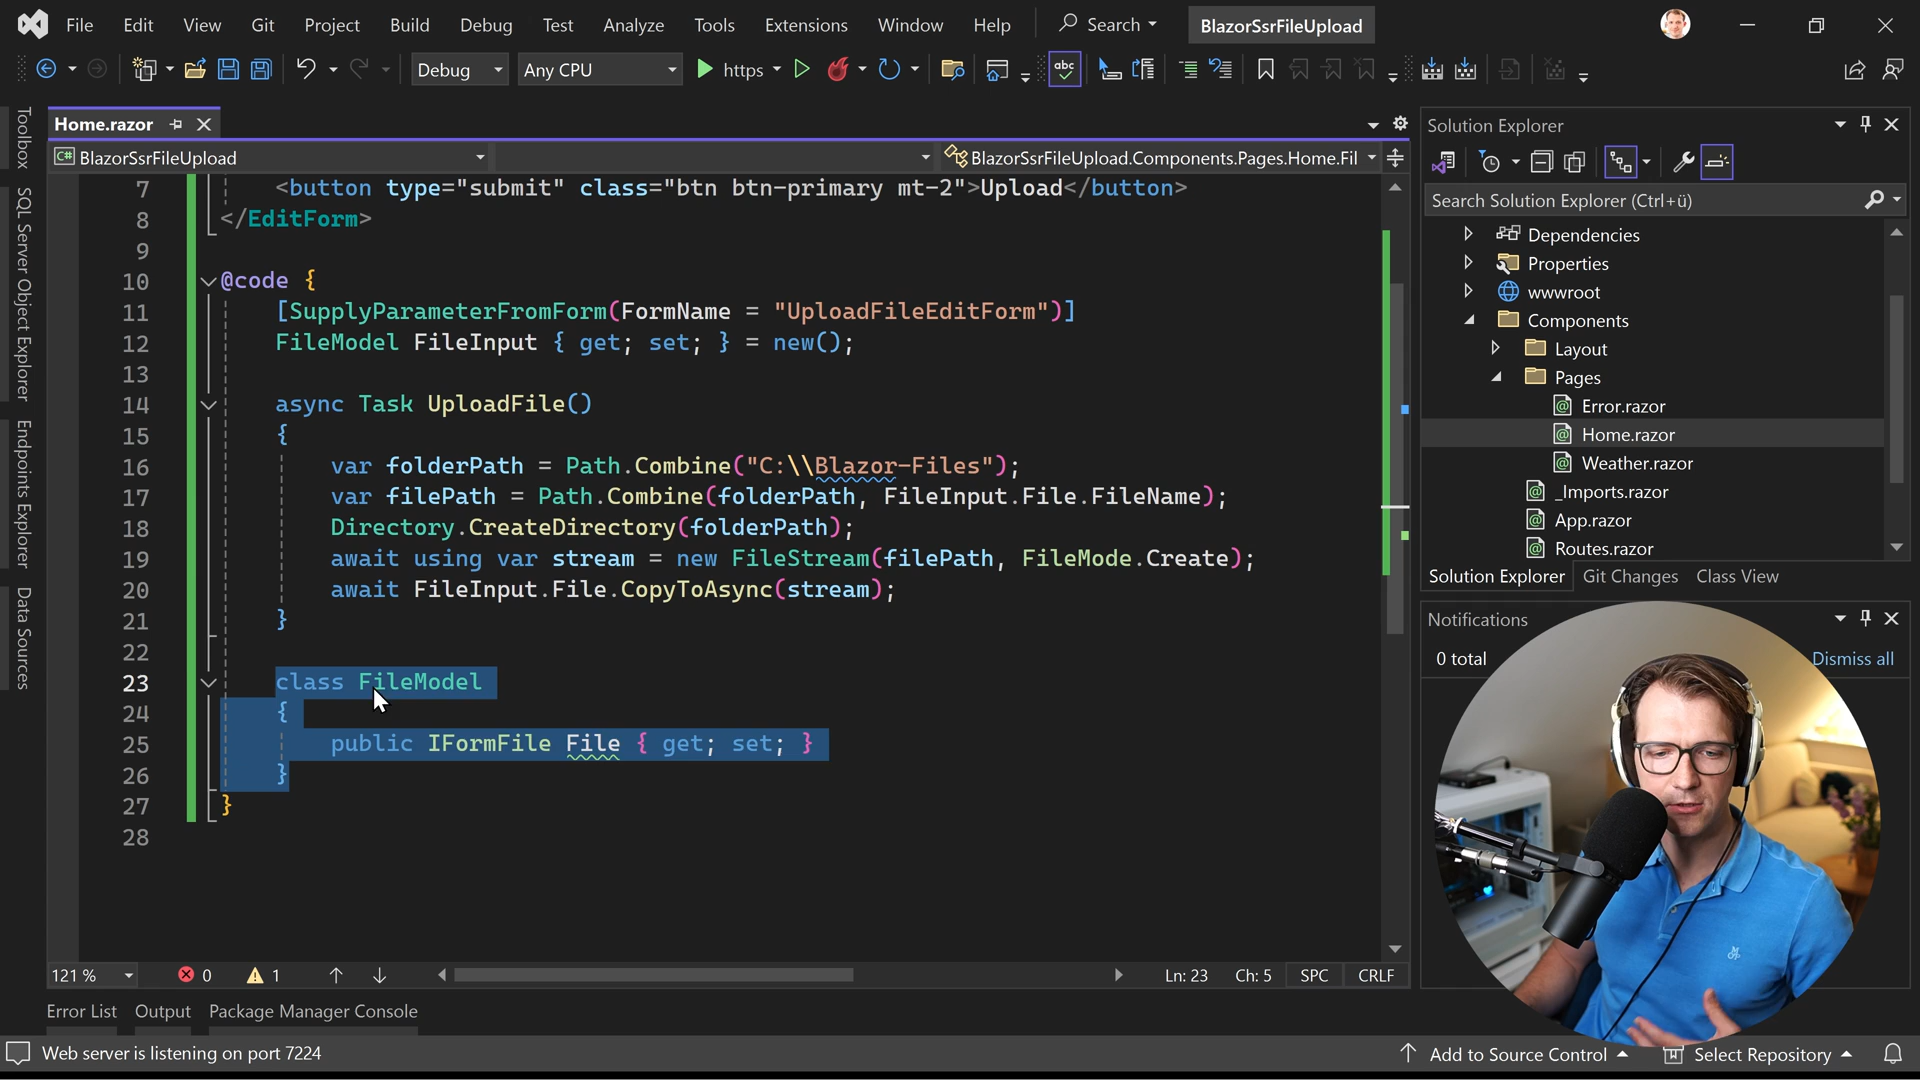 File Edit View Git Project Build Debug Test Analyze Tools Extensions Window Help Search BlazorSsrFileUpload
Debug Any CPU https abc
Toolbox
SQL Server Object Explorer
Endpoints Explorer
Data Sources
Home.razor
BlazorSsrFileUpload BlazorSsrFileUpload.Components.Pages.Home.Fil
7 <button type="submit" class="btn btn-primary mt-2">Upload</button>
8 </EditForm>
9
10 @code {
11 [SupplyParameterFromForm(FormName = "UploadFileEditForm")]
12 FileModel FileInput { get; set; } = new();
13
14 async Task UploadFile()
15 {
16 var folderPath = Path.Combine("C:\\Blazor-Files");
17 var filePath = Path.Combine(folderPath, FileInput.File.FileName);
18 Directory.CreateDirectory(folderPath);
19 await using var stream = new FileStream(filePath, FileMode.Create);
20 await FileInput.File.CopyToAsync(stream);
21 }
22
23 class FileModel
24 {
25 public IFormFile File { get; set; }
26 }
27 }
28
121 % 0 1 Ln: 23 Ch: 5 SPC CRLF
Error List Output Package Manager Console
Web server is listening on port 7224
Solution Explorer
Search Solution Explorer (Ctrl+ü)
Dependencies
Properties
wwwroot
Components
Layout
Pages
Error.razor
Home.razor
Weather.razor
_Imports.razor
App.razor
Routes.razor
Solution Explorer Git Changes Class View
Notifications
0 total Dismiss all
Add to Source Control Select Repository